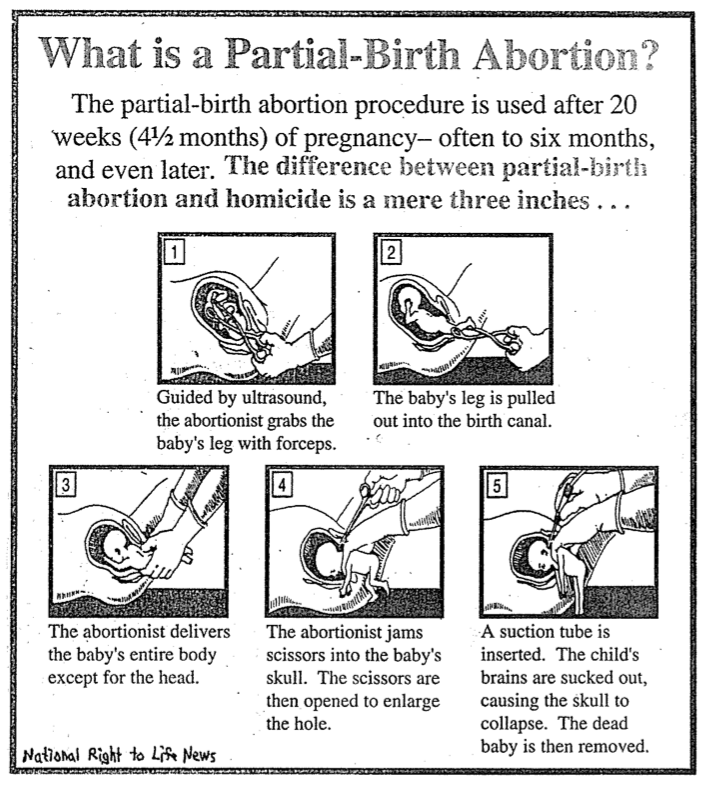 What is a Partial-Birth Abortion?
The partial-birth abortion procedure is used after 20
weeks (4½ months) of pregnancy– often to six months,
and even later. The difference between partial-birth
abortion and homicide is a mere three inches . . .
1
2
Guided by ultrasound,
the abortionist grabs the
baby's leg with forceps.
The baby's leg is pulled
out into the birth canal.
3
4
5
The abortionist delivers
the baby's entire body
except for the head.
The abortionist jams
scissors into the baby's
skull. The scissors are
then opened to enlarge
the hole.
A suction tube is
inserted. The child's
brains are sucked out,
causing the skull to
collapse. The dead
baby is then removed.
National Right to Life News